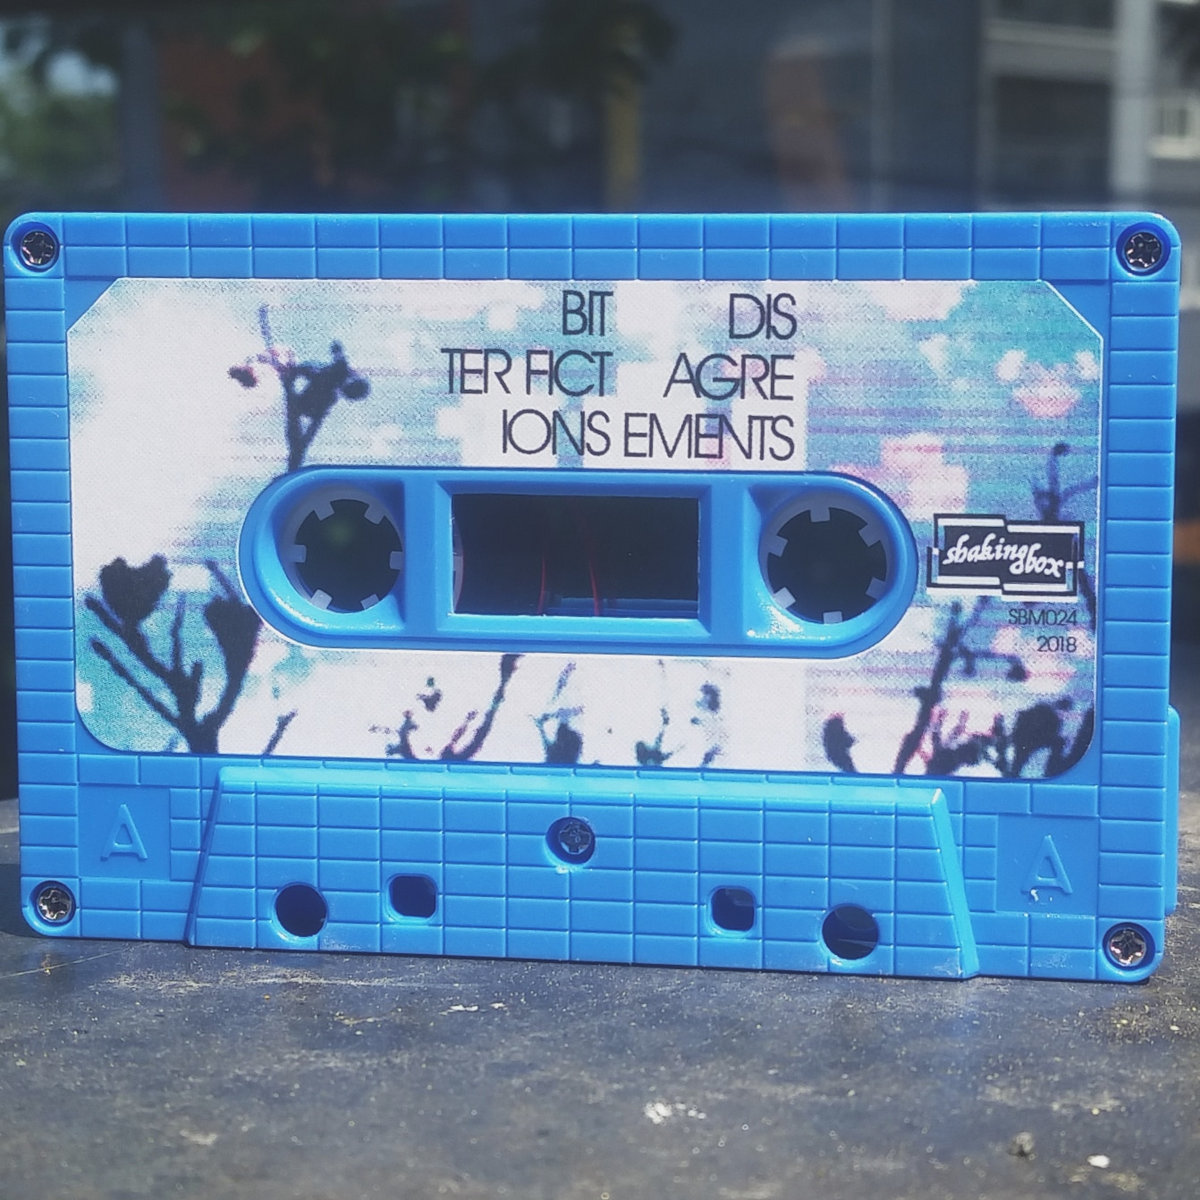 BIT DIS
TER FICT AGRE
IONS EMENTS
shakingbox
SBM024
2018
A A